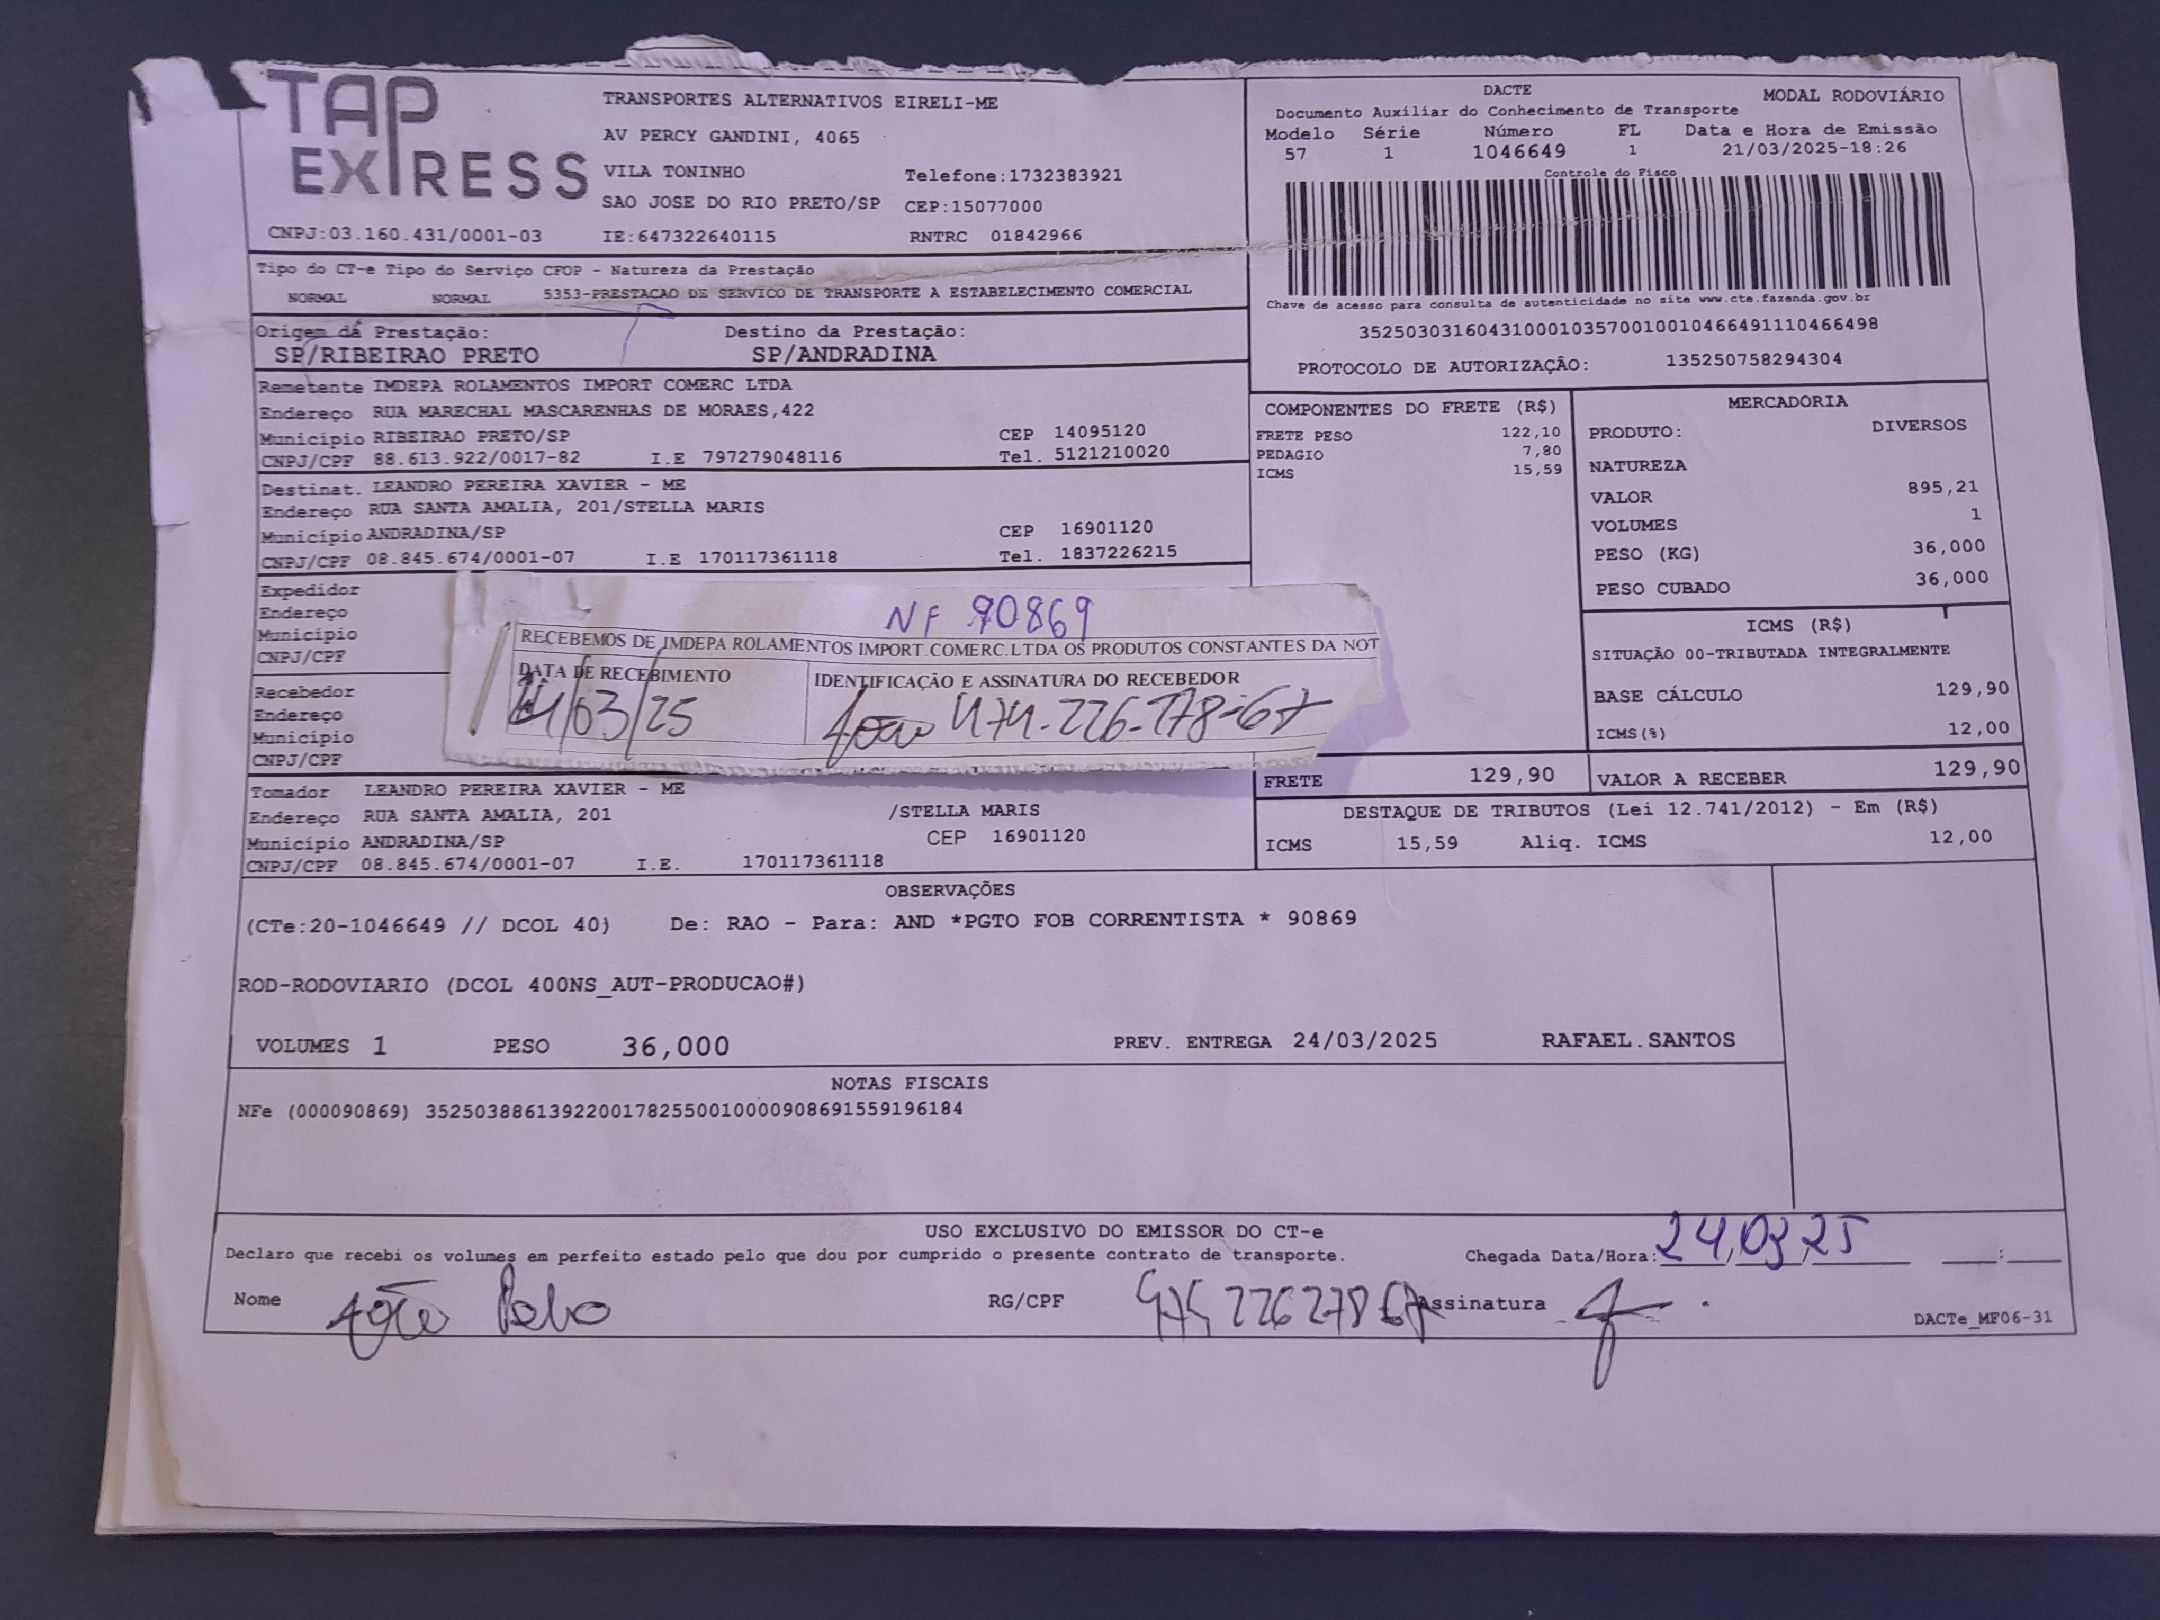 TAP EXPRESS
TRANSPORTES ALTERNATIVOS EIRELI-ME
AV PERCY GANDINI, 4065
VILA TONINHO Telefone:1732383921
SAO JOSE DO RIO PRETO/SP CEP:15077000
CNPJ:03.160.431/0001-03 IE:647322640115 RNTRC 01842966
DACTE MODAL RODOVIÁRIO
Documento Auxiliar do Conhecimento de Transporte
Modelo Série Número FL Data e Hora de Emissão
57 1 1046649 1 21/03/2025-18:26
Controle do Fisco
Chave de acesso para consulta de autenticidade no site www.cte.fazenda.gov.br
35250303160431000103570010010466491110466498
PROTOCOLO DE AUTORIZAÇÃO: 135250758294304
Tipo do CT-e Tipo do Serviço CFOP - Natureza da Prestação
NORMAL NORMAL 5353-PRESTACAO DE SERVICO DE TRANSPORTE A ESTABELECIMENTO COMERCIAL
Origem da Prestação: Destino da Prestação:
SP/RIBEIRAO PRETO SP/ANDRADINA
Remetente IMDEPA ROLAMENTOS IMPORT COMERC LTDA
Endereço RUA MARECHAL MASCARENHAS DE MORAES,422
Município RIBEIRAO PRETO/SP CEP 14095120
CNPJ/CPF 88.613.922/0017-82 I.E 797279048116 Tel. 5121210020
Destinat. LEANDRO PEREIRA XAVIER - ME
Endereço RUA SANTA AMALIA, 201/STELLA MARIS
Município ANDRADINA/SP CEP 16901120
CNPJ/CPF 08.845.674/0001-07 I.E 170117361118 Tel. 1837226215
Expedidor
Endereço
Município
CNPJ/CPF
Recebedor
Endereço
Município
CNPJ/CPF
NF 90869
RECEBEMOS DE IMDEPA ROLAMENTOS IMPORT.COMERC.LTDA OS PRODUTOS CONSTANTES DA NOT
DATA DE RECEBIMENTO IDENTIFICAÇÃO E ASSINATURA DO RECEBEDOR
24/03/25 João 474.226.178-67
Tomador LEANDRO PEREIRA XAVIER - ME
Endereço RUA SANTA AMALIA, 201 /STELLA MARIS
Município ANDRADINA/SP CEP 16901120
CNPJ/CPF 08.845.674/0001-07 I.E. 170117361118
COMPONENTES DO FRETE (R$)
FRETE PESO 122,10
PEDAGIO 7,80
ICMS 15,59
MERCADORIA
PRODUTO: DIVERSOS
NATUREZA
VALOR 895,21
VOLUMES 1
PESO (KG) 36,000
PESO CUBADO 36,000
ICMS (R$)
SITUAÇÃO 00-TRIBUTADA INTEGRALMENTE
BASE CÁLCULO 129,90
ICMS(%) 12,00
FRETE 129,90 VALOR A RECEBER 129,90
DESTAQUE DE TRIBUTOS (Lei 12.741/2012) - Em (R$)
ICMS 15,59 Aliq. ICMS 12,00
OBSERVAÇÕES
(CTe:20-1046649 // DCOL 40) De: RAO - Para: AND *PGTO FOB CORRENTISTA * 90869
ROD-RODOVIARIO (DCOL 400NS_AUT-PRODUCAO#)
VOLUMES 1 PESO 36,000 PREV. ENTREGA 24/03/2025 RAFAEL.SANTOS
NOTAS FISCAIS
NFe (000090869) 35250388613922001782550010000908691559196184
USO EXCLUSIVO DO EMISSOR DO CT-e
Declaro que recebi os volumes em perfeito estado pelo que dou por cumprido o presente contrato de transporte. Chegada Data/Hora: 24,03,25 :
Nome João RG/CPF Assinatura
DACTe_MF06-31